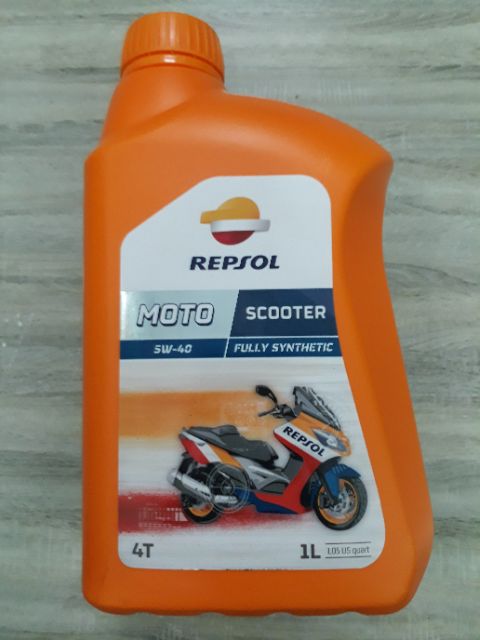 REPSOL
MOTO SCOOTER
5W-40 FULLY SYNTHETIC
REPSOL
4T 1L 1,05 US quart